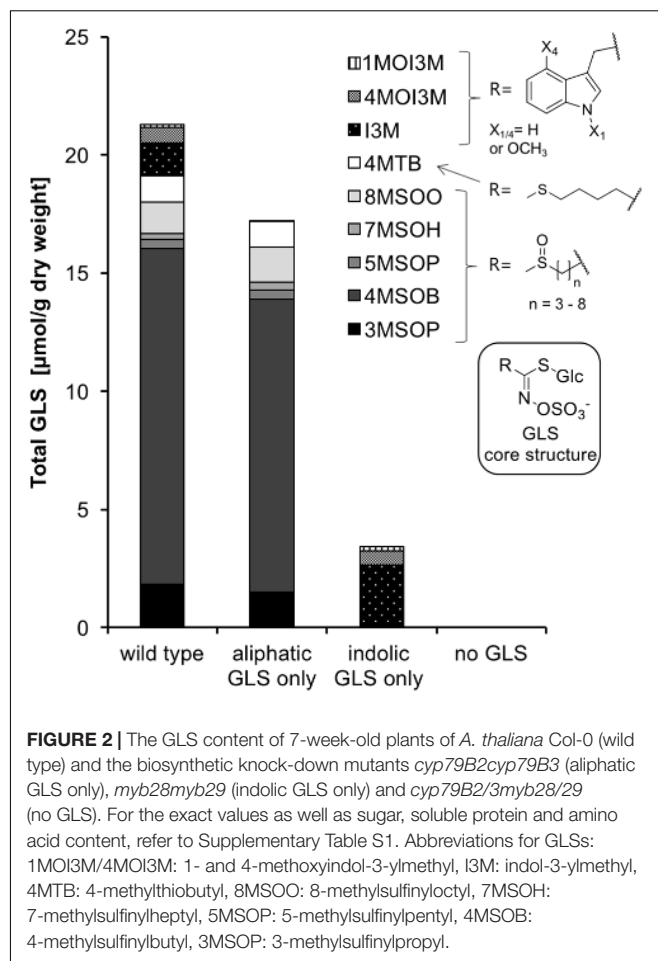 25
20
15
10
5
0
Total GLS [µmol/g dry weight]
wild type
aliphatic
GLS only
indolic
GLS only
no GLS
1MOI3M
4MOI3M
I3M
4MTB
8MSOO
7MSOH
5MSOP
4MSOB
3MSOP
R=
X4
N
X1
X1/4= H
or OCH3
R=
S
R=
O
S
n
n = 3 - 8
R
S
Glc
N
OSO3-
GLS
core structure
FIGURE 2 | The GLS content of 7-week-old plants of A. thaliana Col-0 (wild
type) and the biosynthetic knock-down mutants cyp79B2cyp79B3 (aliphatic
GLS only), myb28myb29 (indolic GLS only) and cyp79B2/3myb28/29
(no GLS). For the exact values as well as sugar, soluble protein and amino
acid content, refer to Supplementary Table S1. Abbreviations for GLSs:
1MOI3M/4MOI3M: 1- and 4-methoxyindol-3-ylmethyl, I3M: indol-3-ylmethyl,
4MTB: 4-methylthiobutyl, 8MSOO: 8-methylsulfinyloctyl, 7MSOH:
7-methylsulfinylheptyl, 5MSOP: 5-methylsulfinylpentyl, 4MSOB:
4-methylsulfinylbutyl, 3MSOP: 3-methylsulfinylpropyl.